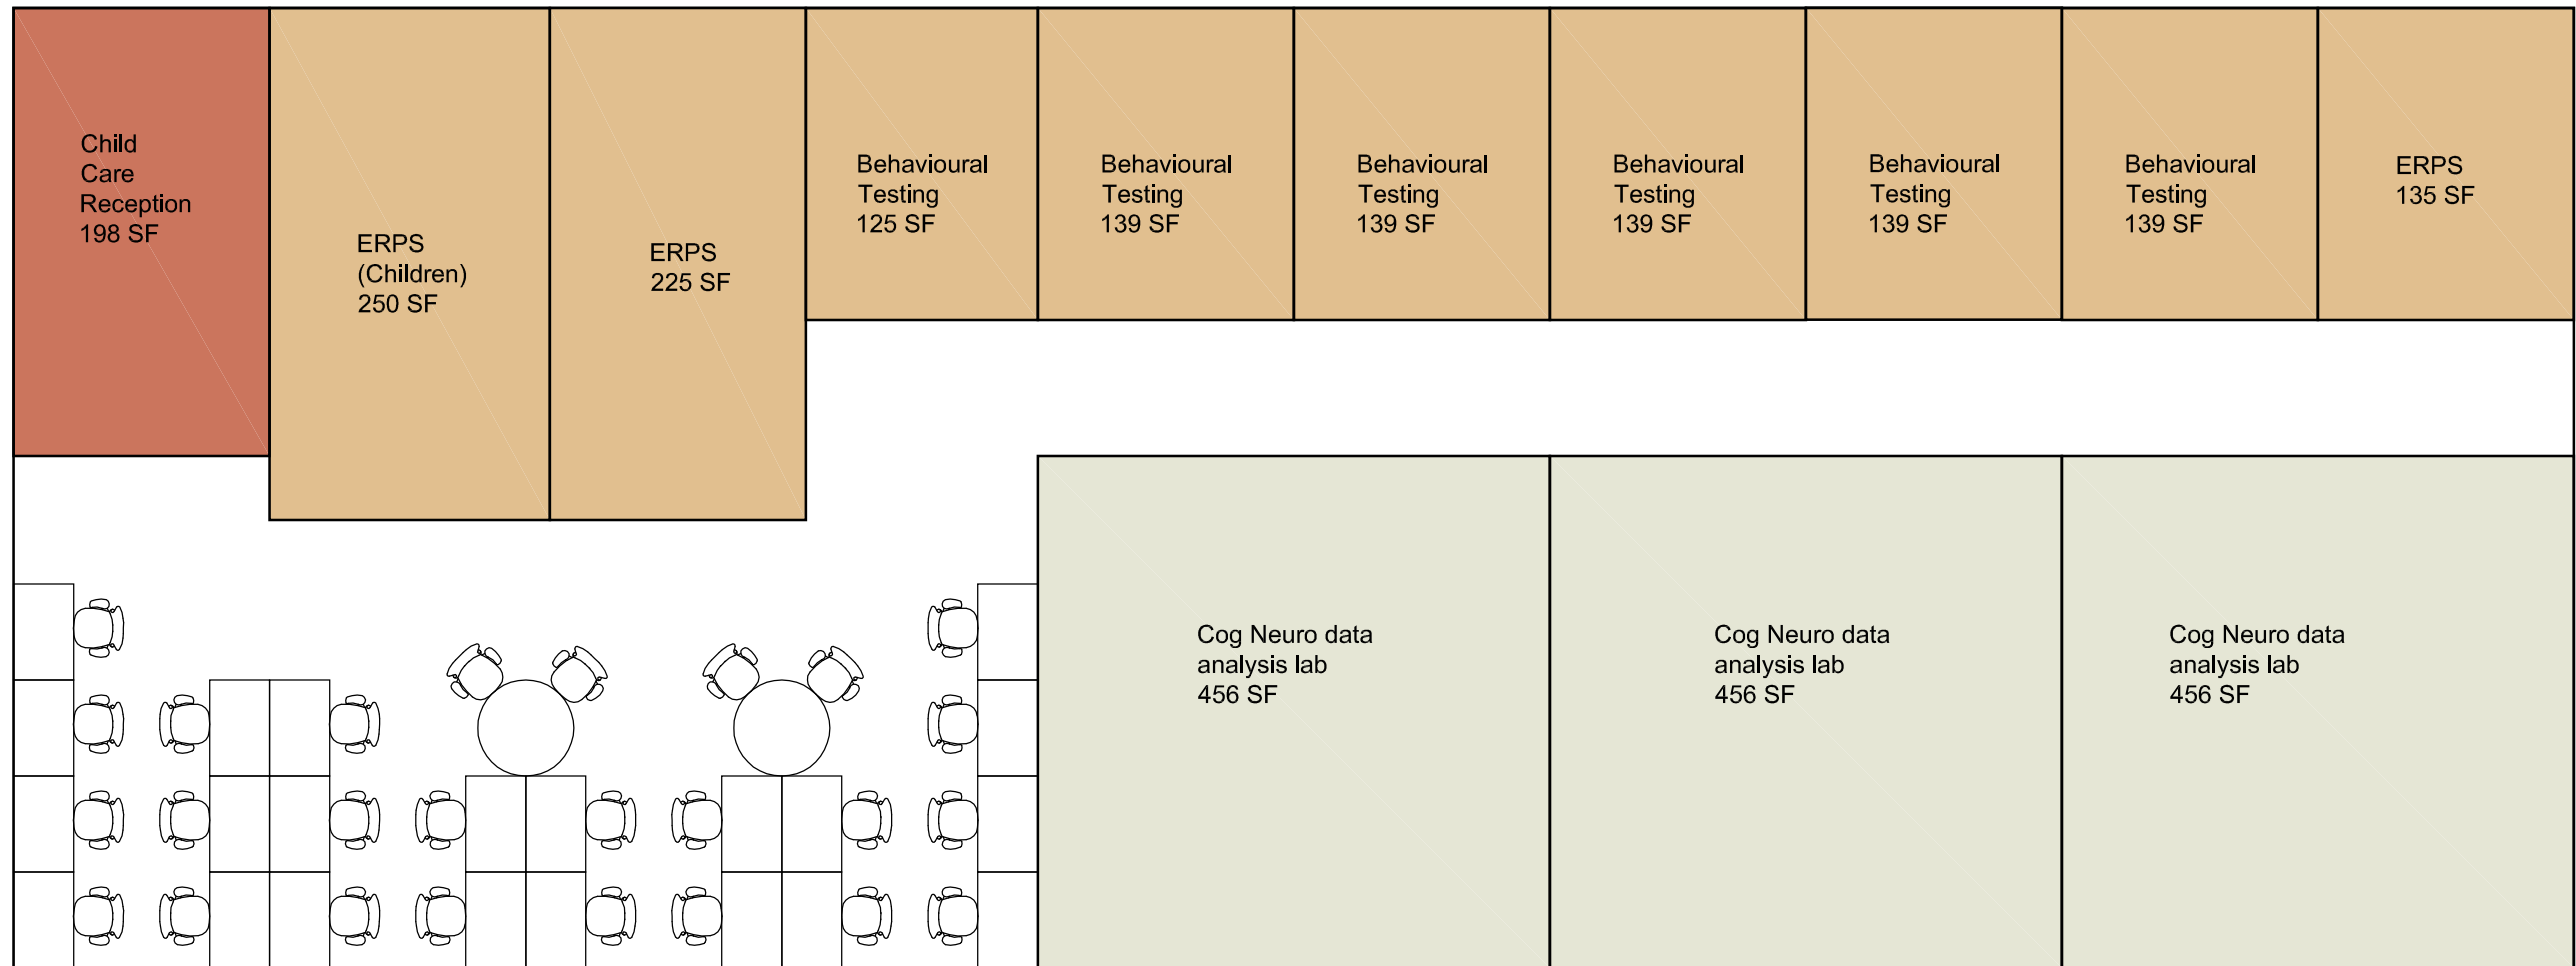 Child
Care
Reception
198 SF
ERPS
(Children)
250 SF
ERPS
225 SF
Behavioural
Testing
125 SF
Behavioural
Testing
139 SF
Behavioural
Testing
139 SF
Behavioural
Testing
139 SF
Behavioural
Testing
139 SF
Behavioural
Testing
139 SF
ERPS
135 SF
Cog Neuro data
analysis lab
456 SF
Cog Neuro data
analysis lab
456 SF
Cog Neuro data
analysis lab
456 SF